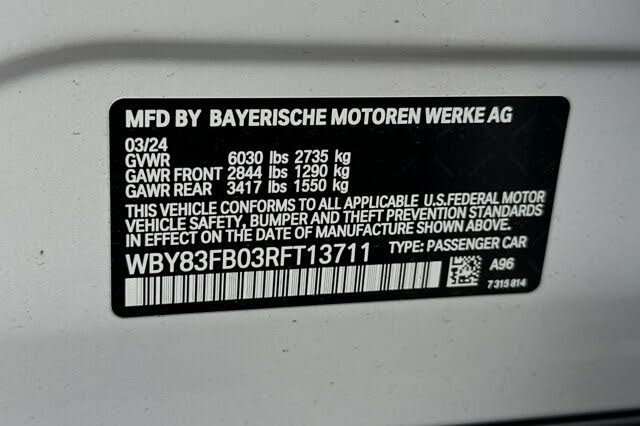 MFD BY BAYERISCHE MOTOREN WERKE AG
03/24
GVWR 6030 lbs 2735 kg
GAWR FRONT 2844 lbs 1290 kg
GAWR REAR 3417 lbs 1550 kg
THIS VEHICLE CONFORMS TO ALL APPLICABLE U.S.FEDERAL MOTOR
VEHICLE SAFETY, BUMPER AND THEFT PREVENTION STANDARDS
IN EFFECT ON THE DATE OF MANUFACTURE SHOWN ABOVE.
WBY83FB03RFT13711 TYPE: PASSENGER CAR
A96
7 315 814